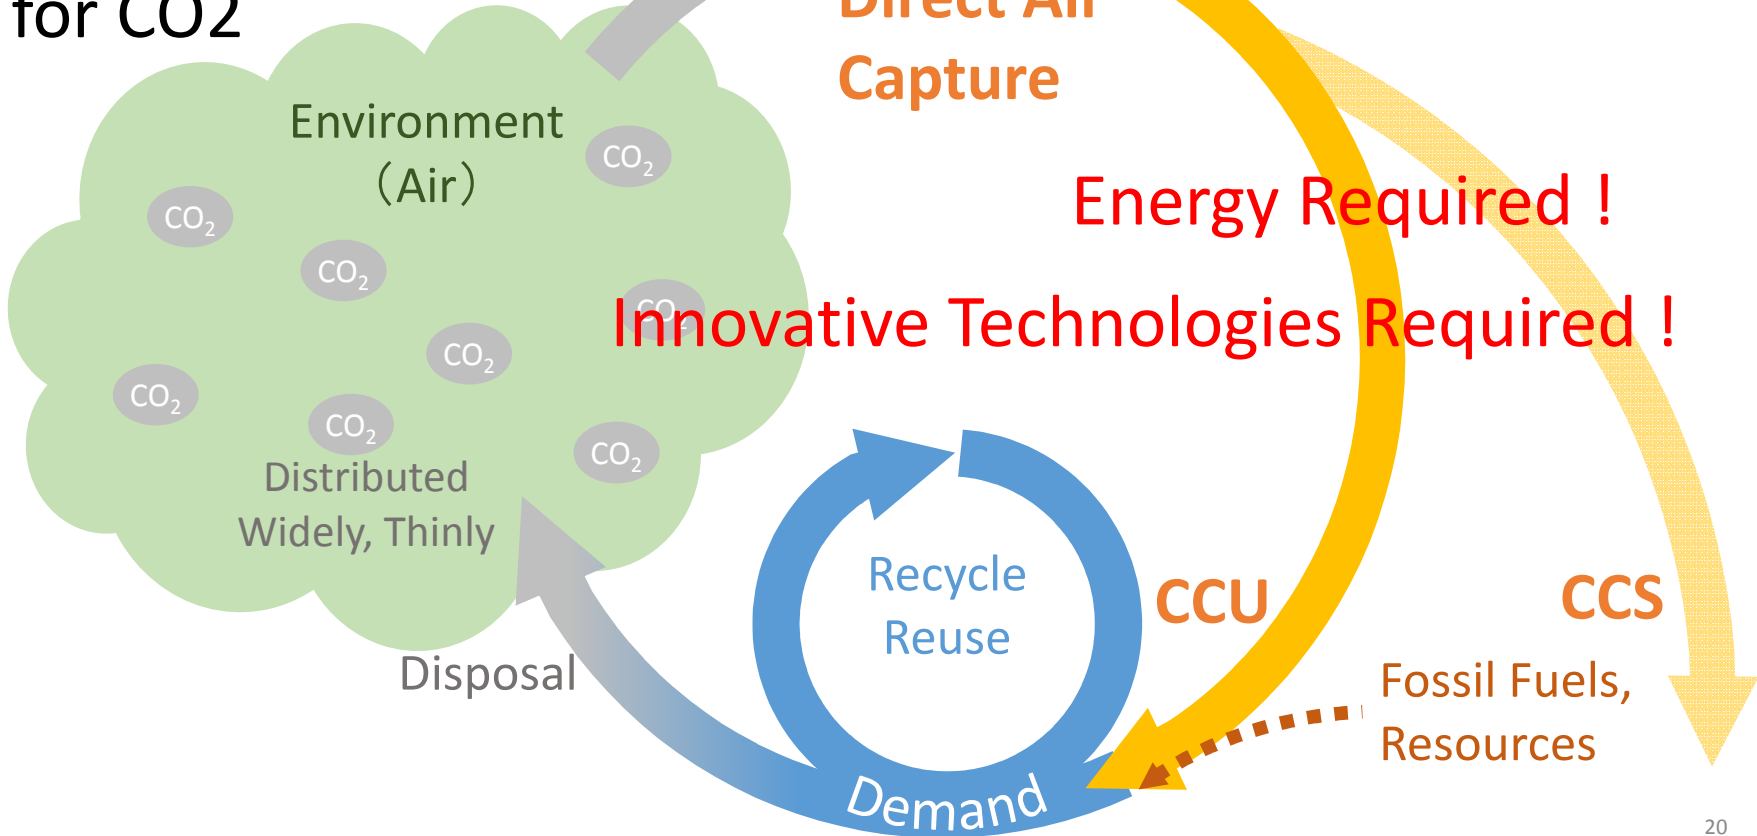 for CO2
Direct Air
Capture
Environment
（Air）
CO₂
CO₂
CO₂
CO₂
CO₂
CO₂
CO₂
CO₂
Energy Required !
Innovative Technologies Required !
Distributed
Widely, Thinly
Recycle
Reuse
CCU
CCS
Disposal
Fossil Fuels,
Resources
Demand
20